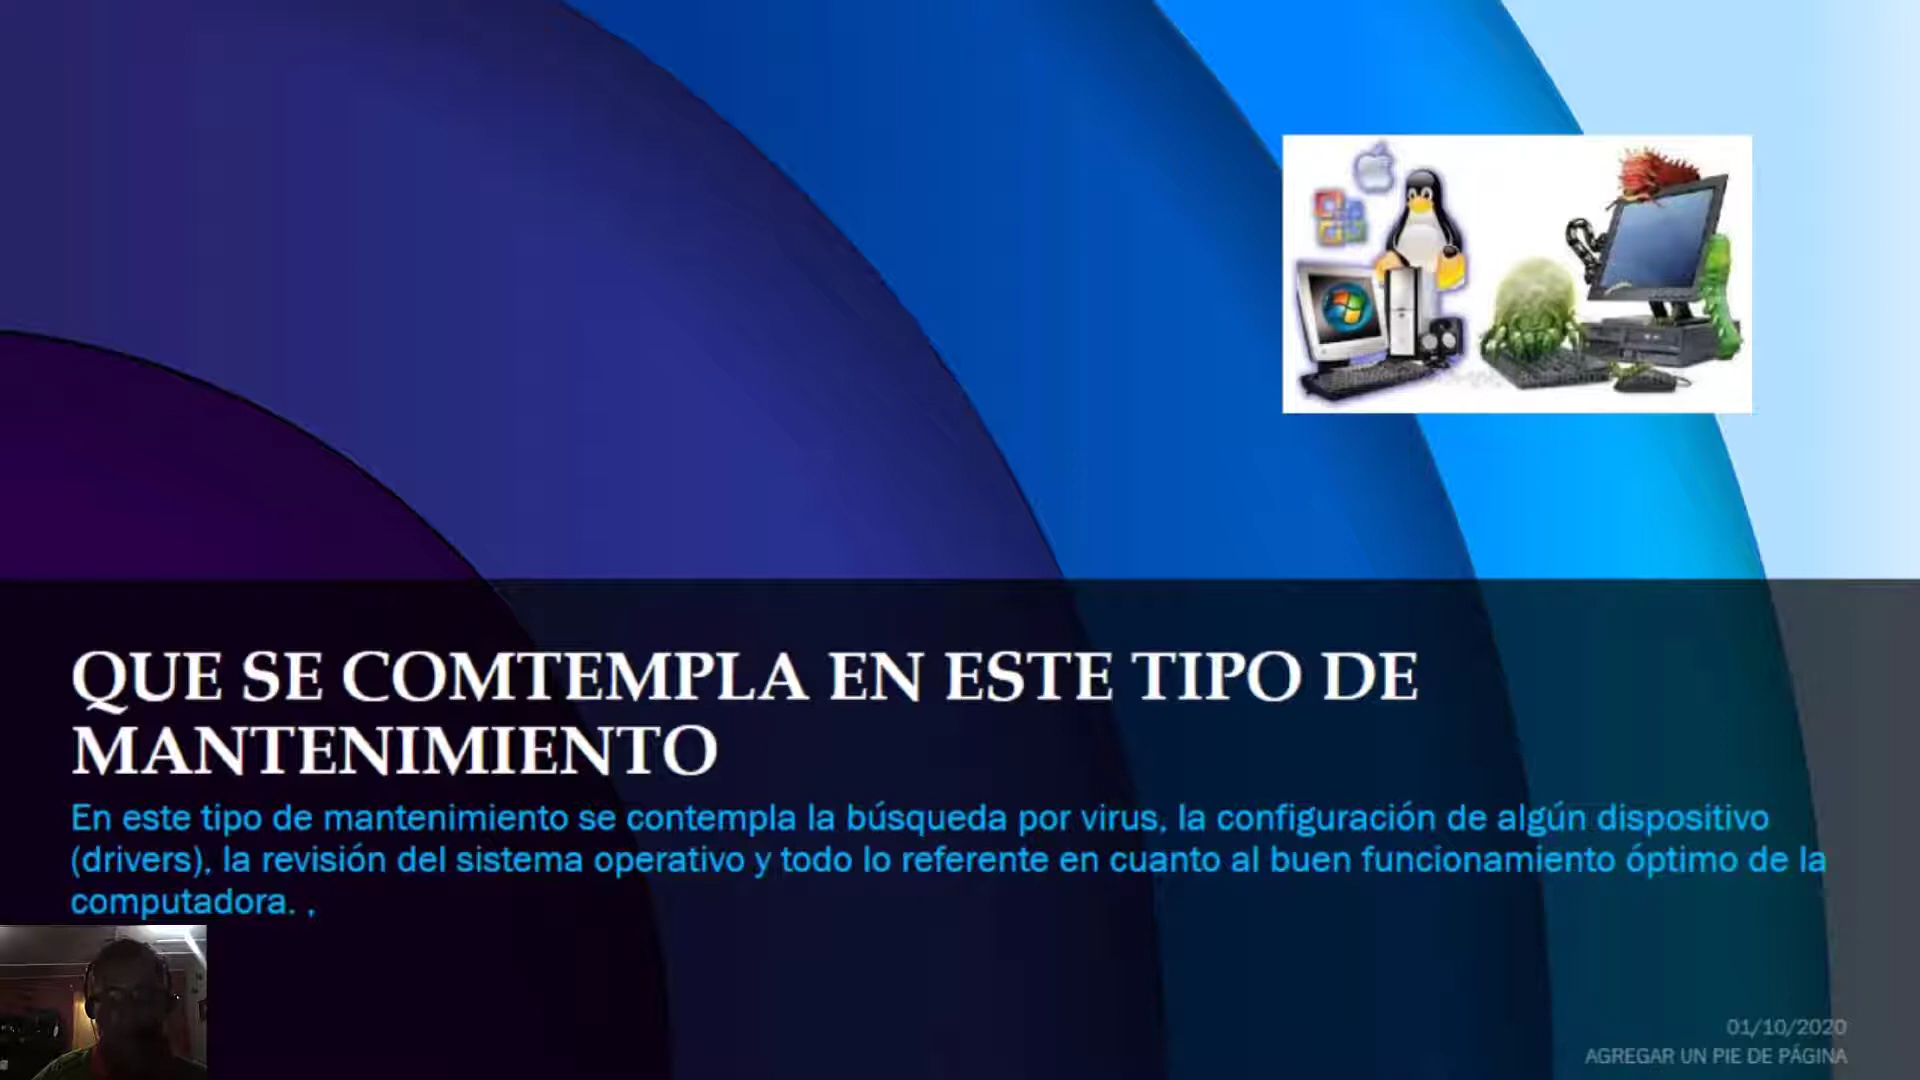 QUE SE COMTEMPLA EN ESTE TIPO DE
MANTENIMIENTO
En este tipo de mantenimiento se contempla la búsqueda por virus, la configuración de algún dispositivo
(drivers), la revisión del sistema operativo y todo lo referente en cuanto al buen funcionamiento óptimo de la
computadora. ,
01/10/2020
AGREGAR UN PIE DE PÁGINA